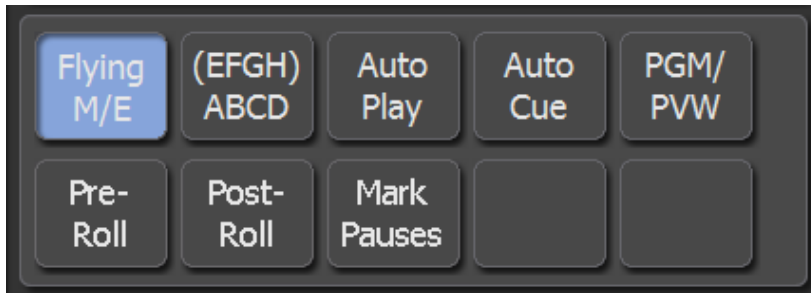 Flying (EFGH) Auto Auto PGM/
M/E ABCD Play Cue PVW
Pre- Post- Mark
Roll Roll Pauses